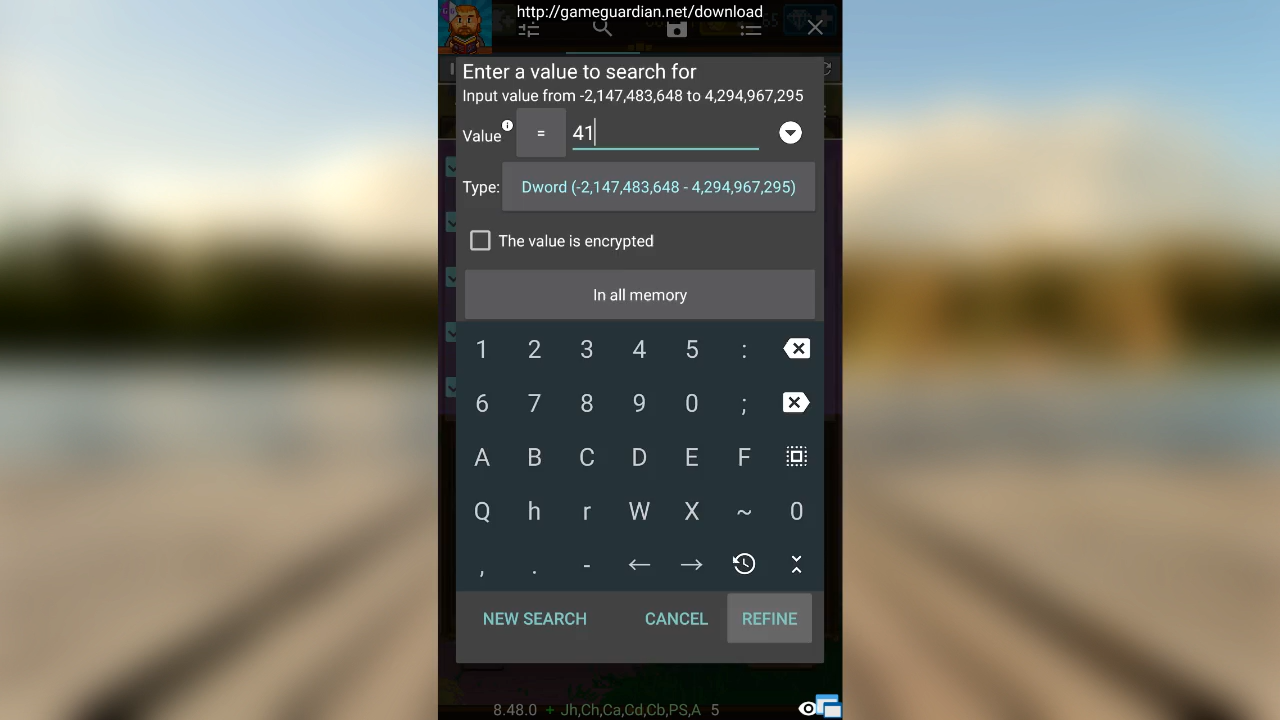 http://gameguardian.net/download
Enter a value to search for
Input value from -2,147,483,648 to 4,294,967,295
Value = 41
Type: Dword (-2,147,483,648 - 4,294,967,295)
The value is encrypted
In all memory
1 2 3 4 5 :
6 7 8 9 0 ;
A B C D E F
Q h r W X ~ 0
, . - ← →
NEW SEARCH CANCEL REFINE
8.48.0 + Jh,Ch,Ca,Cd,Cb,PS,A 5